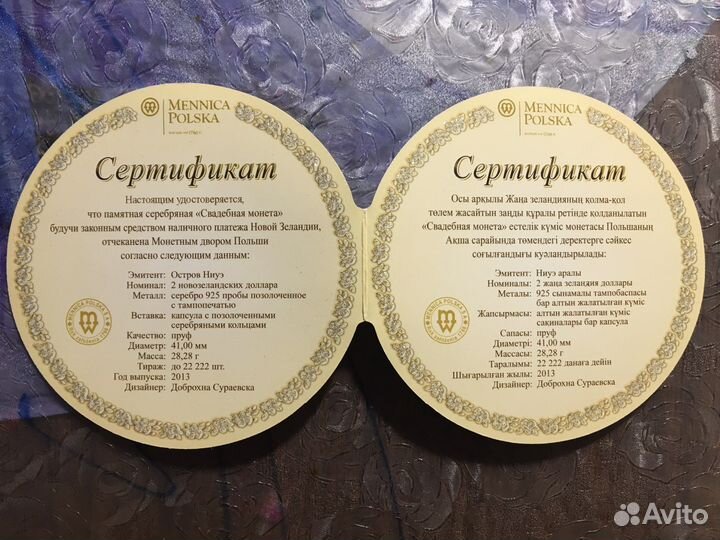 MENNICA
POLSKA
Сертификат
Настоящим удостоверяется,
что памятная серебряная «Свадебная монета»
будучи законным средством наличного платежа Новой Зеландии,
отчеканена Монетным двором Польши
согласно следующим данным:
Эмитент: Остров Ниуэ
Номинал: 2 новозеландских доллара
Металл: серебро 925 пробы позолоченное
с тампопечатью
Вставка: капсула с позолоченными
серебряными кольцами
Качество: пруф
Диаметр: 41,00 мм
Масса: 28,28 г
Тираж: до 22 222 шт.
Год выпуска: 2013
Дизайнер: Доброхна Сураевска
MENNICA
POLSKA
Сертификат
Осы арқылы Жаңа зеландияның қолма-қол
төлем жасайтын заңды құралы ретінде қолданылатын
«Свадебная монета» естелік күміс монетасы Польшаның
Ақша сарайында төмендегі деректерге сәйкес
соғылғандығы куәландырылады:
Эмитент: Ниуэ аралы
Номиналы: 2 жаңа зеландия доллары
Металы: 925 сынамалы тампобаспасы
бар алтын жалатылған күміс
Жапсырмасы: алтын жалатылған күміс
сақиналары бар капсула
Сапасы: пруф
Диаметрі: 41,00 мм
Массасы: 28,28 г
Таралымы: 22 222 данаға дейін
Шығарылған жылы: 2013
Дизайнер: Доброхна Сураевска
Avito